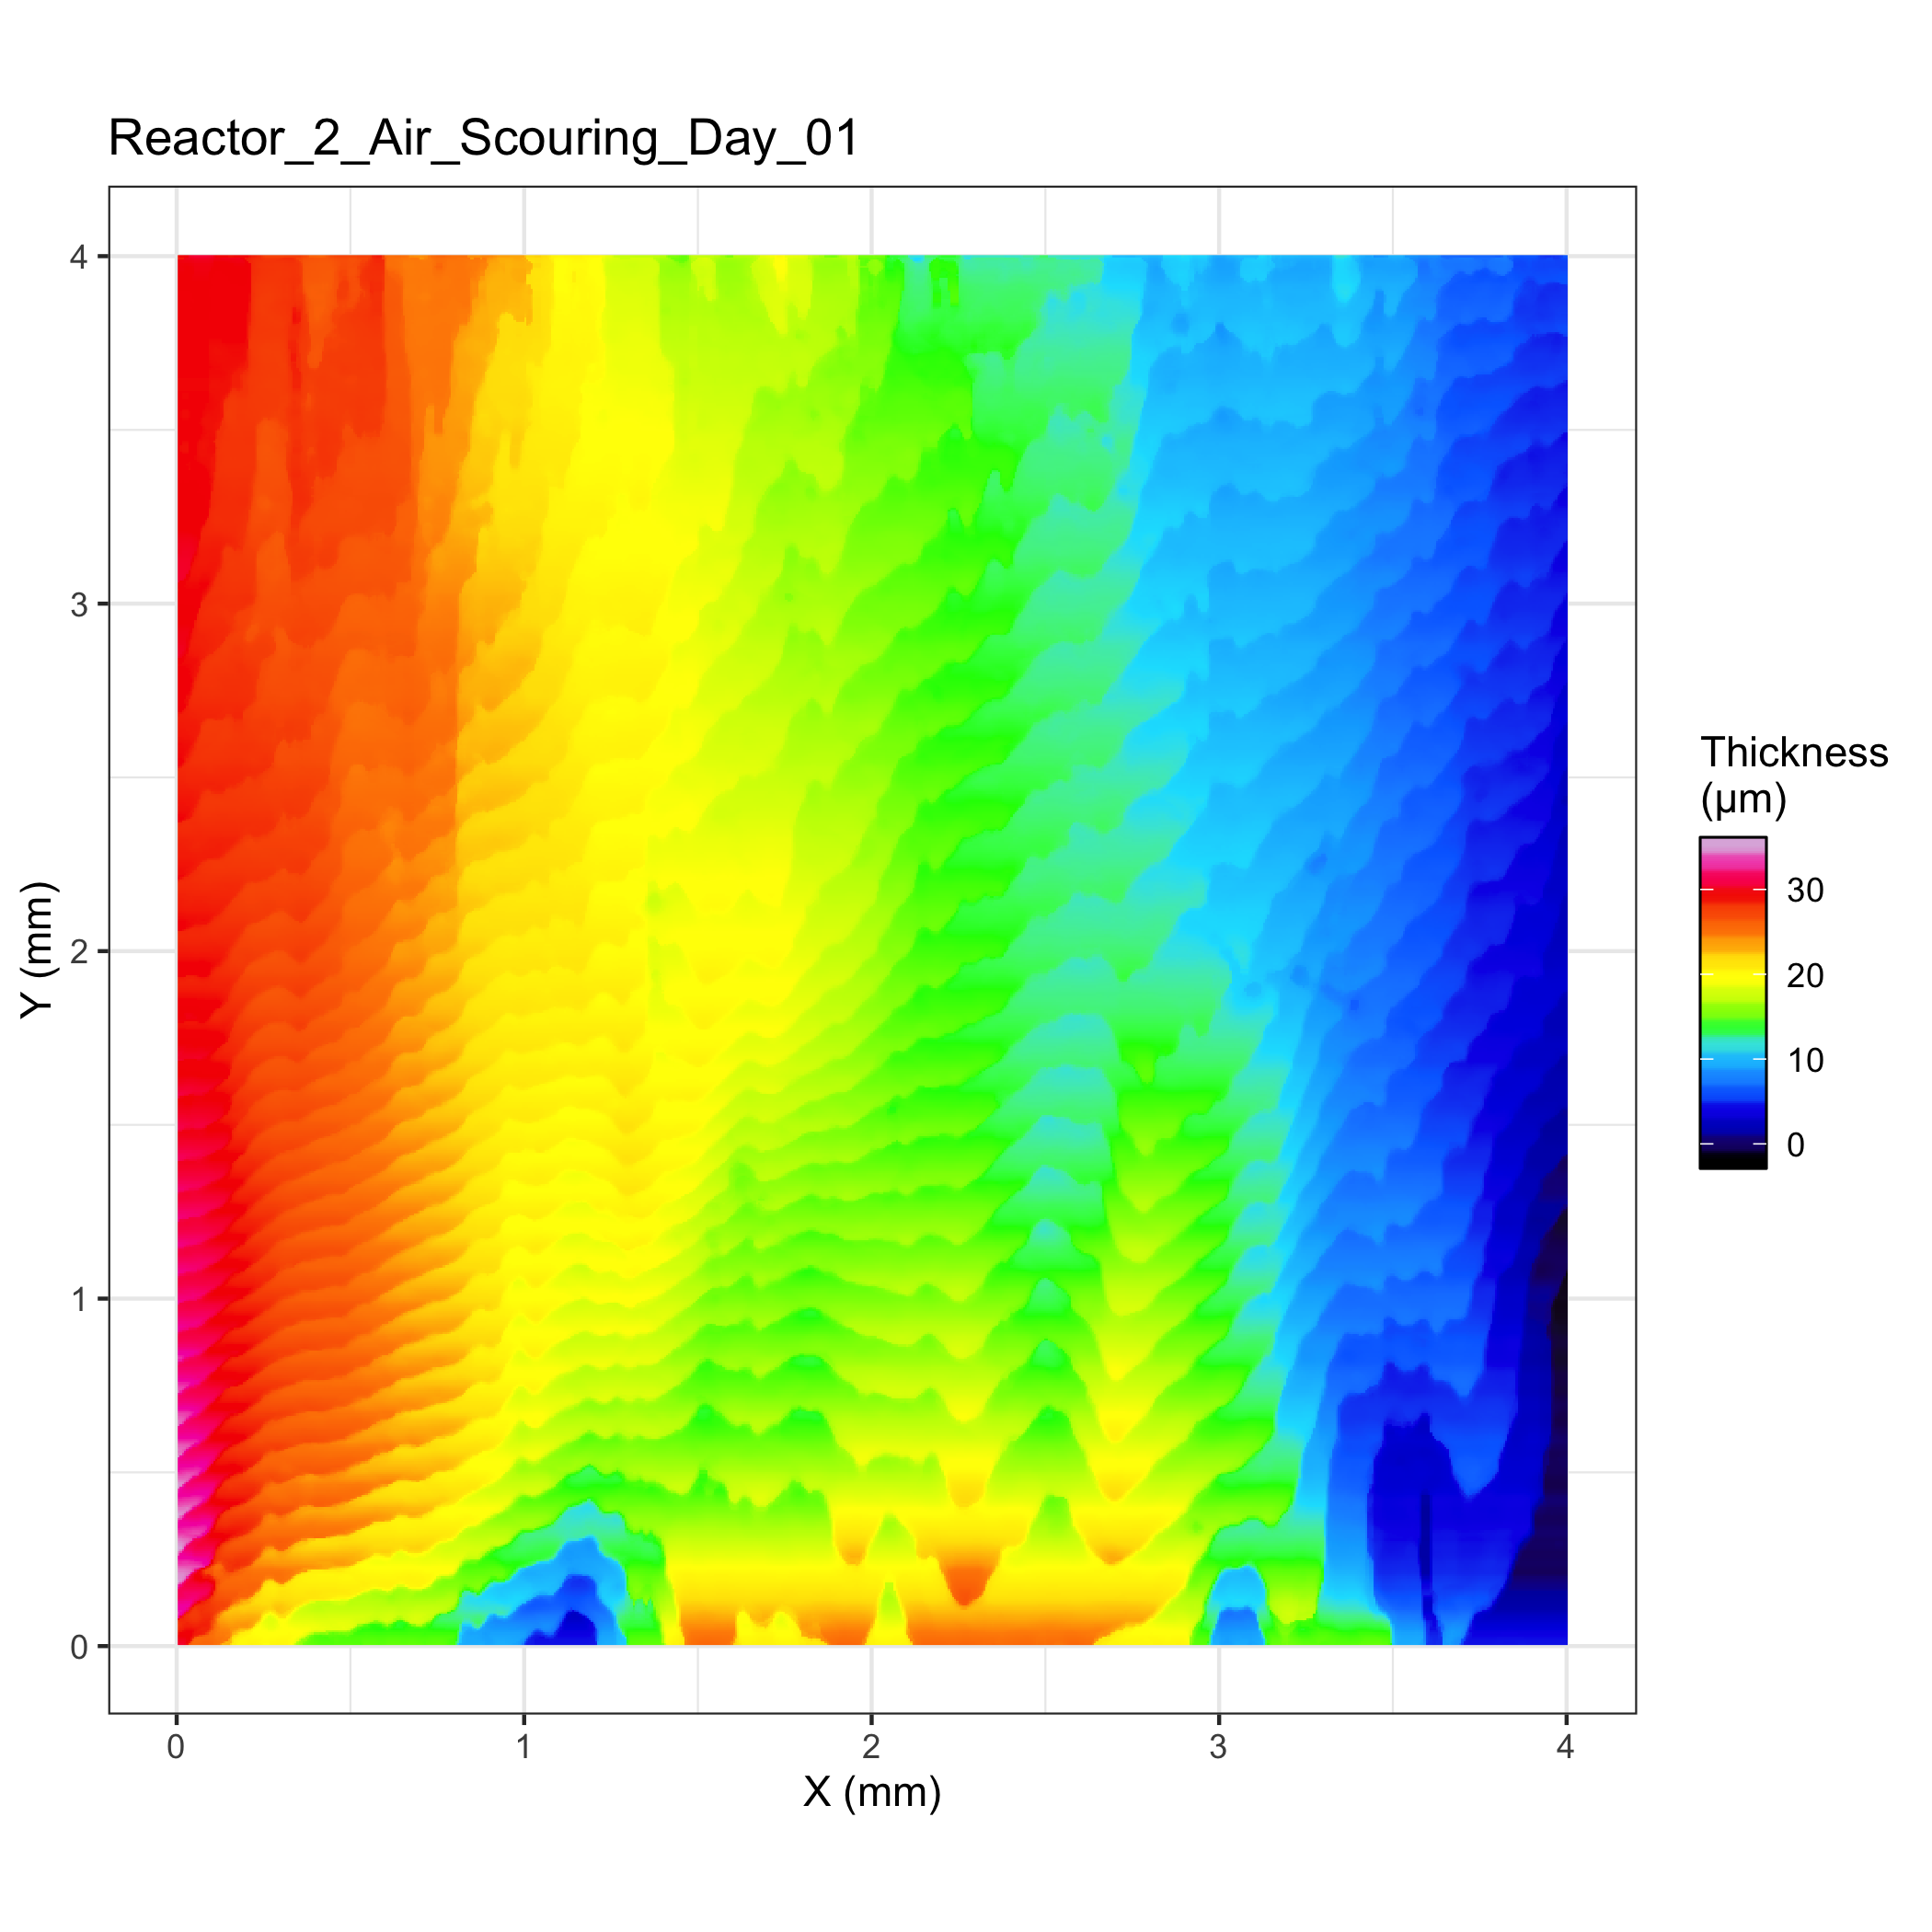 Reactor_2_Air_Scouring_Day_01
4
3
2
1
0
Y (mm)
0 1 2 3 4
X (mm)
Thickness
(μm)
30
20
10
0